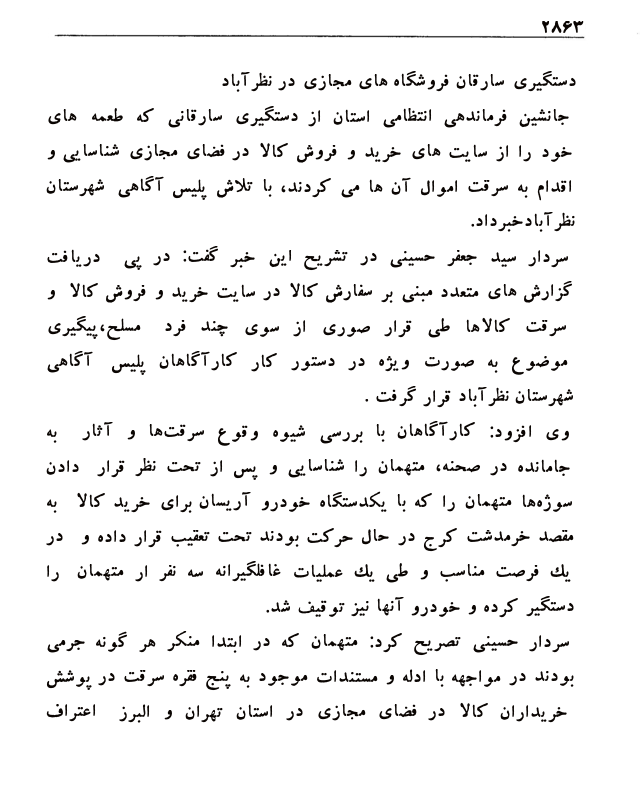 ۲۸۶۳
دستگیری سارقان فروشگاه های مجازی در نظرآباد
جانشین فرماندهی انتظامی استان از دستگیری سارقانی که طعمه های
خود را از سایت های خرید و فروش کالا در فضای مجازی شناسایی و
اقدام به سرقت اموال آن ها می کردند، با تلاش پلیس آگاهی شهرستان
نظرآبادخبرداد.
سردار سید جعفر حسینی در تشریح این خبر گفت: در پی دریافت
گزارش های متعدد مبنی بر سفارش کالا در سایت خرید و فروش کالا و
سرقت کالاها طی قرار صوری از سوی چند فرد مسلح،پیگیری
موضوع به صورت ویژه در دستور کار کارآگاهان پلیس آگاهی
شهرستان نظرآباد قرار گرفت .
وی افزود: کارآگاهان با بررسی شیوه وقوع سرقت‌ها و آثار به
جامانده در صحنه، متهمان را شناسایی و پس از تحت نظر قرار دادن
سوژه‌ها متهمان را که با یکدستگاه خودرو آریسان برای خرید کالا به
مقصد خرمدشت کرج در حال حرکت بودند تحت تعقیب قرار داده و در
یك فرصت مناسب و طی یك عملیات غافلگیرانه سه نفر ار متهمان را
دستگیر کرده و خودرو آنها نیز توقیف شد.
سردار حسینی تصریح کرد: متهمان که در ابتدا منکر هر گونه جرمی
بودند در مواجهه با ادله و مستندات موجود به پنج فقره سرقت در پوشش
خریداران کالا در فضای مجازی در استان تهران و البرز اعتراف